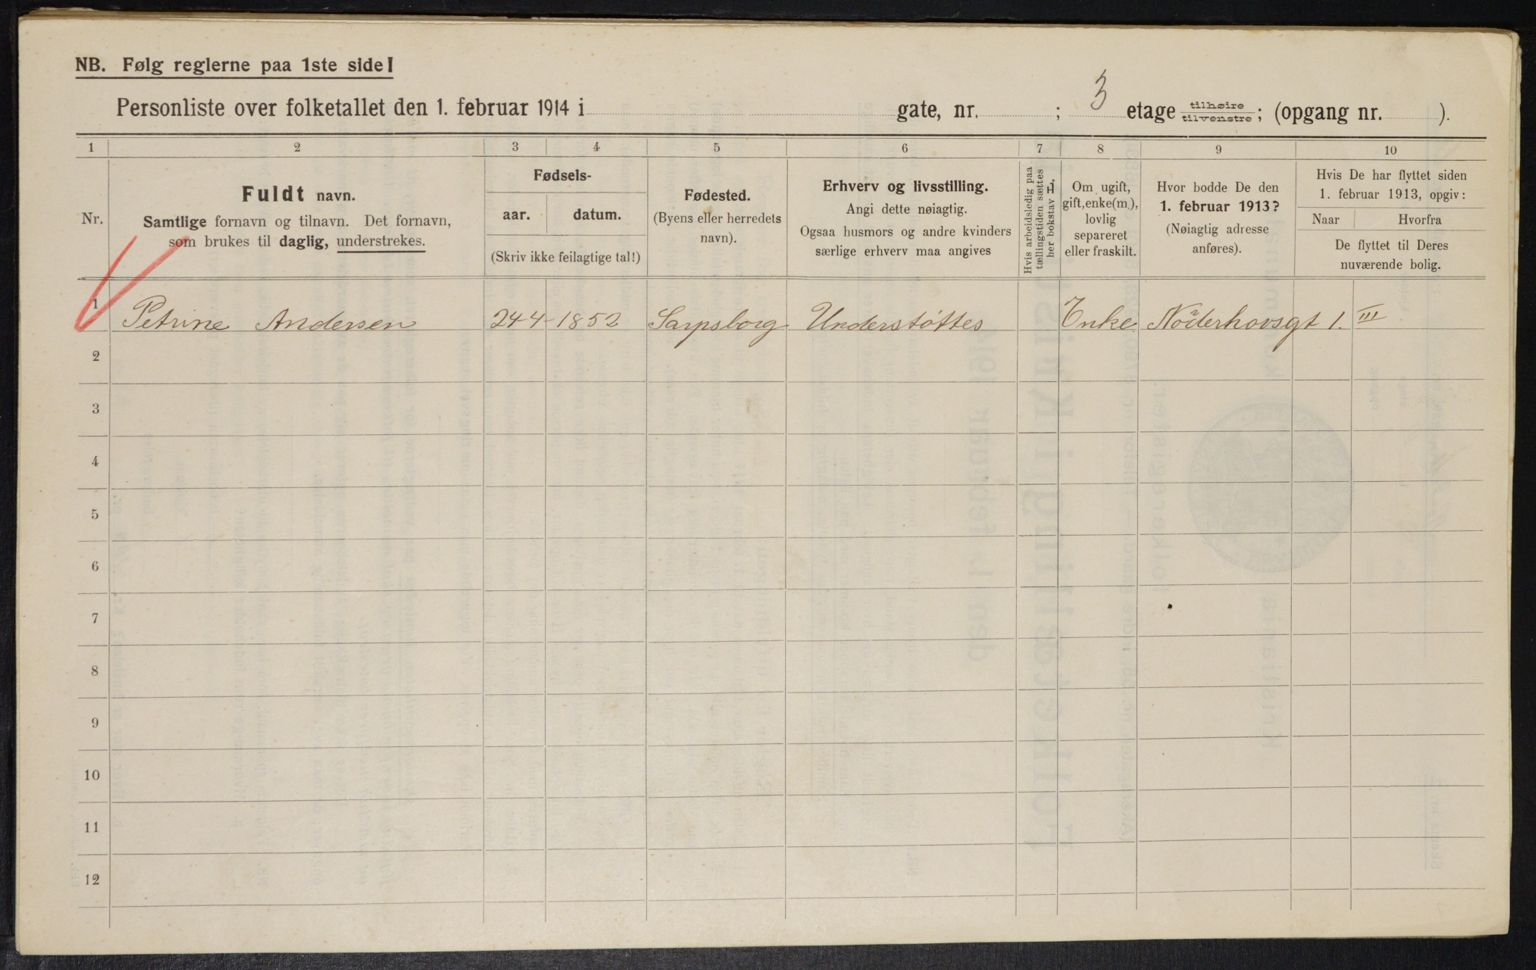 NB. Følg reglerne paa 1ste side!
Personliste over folketallet den 1. februar 1914 i gate, nr. ; 3 etage tilhøire tilvenstre; (opgang nr. ).
1 2 3 4 5 6 7 8 9 10
Nr.
Fuldt navn.
Samtlige fornavn og tilnavn. Det fornavn,
som brukes til daglig, understrekes.
Fødsels-
aar. datum.
(Skriv ikke feilagtige tal!)
Fødested.
(Byens eller herredets
navn).
Erhverv og livsstilling.
Angi dette nøiagtig.
Ogsaa husmors og andre kvinders
særlige erhverv maa angives
Hvis arbeidsledig paa
tællingstiden sættes
her bokstav L.
Om ugift,
gift, enke(m.),
lovlig
separeret
eller fraskilt.
Hvor bodde De den
1. februar 1913?
(Nøiagtig adresse
anføres).
Hvis De har flyttet siden
1. februar 1913, opgiv:
Naar Hvorfra
De flyttet til Deres
nuværende bolig.
1 Petrine Andersen 24 4 - 1852 Sarpsborg Understøttes Enke Nöderhovsgt 1. III
2
3
4
5
6
7
8
9
10
11
12